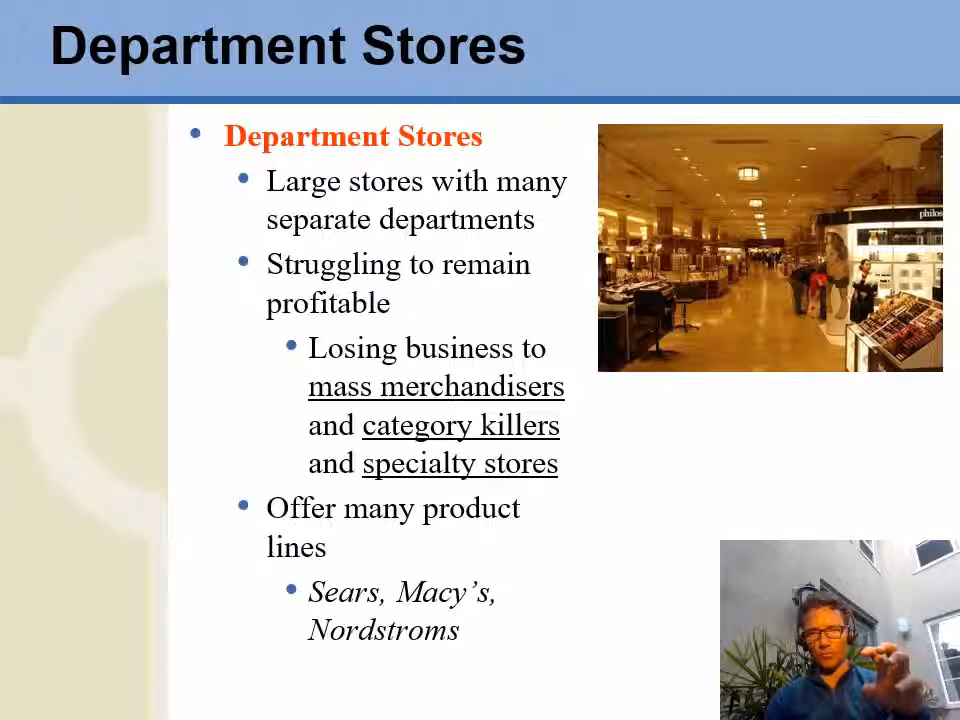 Department Stores
Department Stores
Large stores with many
separate departments
Struggling to remain
profitable
Losing business to
mass merchandisers
and category killers
and specialty stores
Offer many product
lines
Sears, Macy's,
Nordstroms
philos